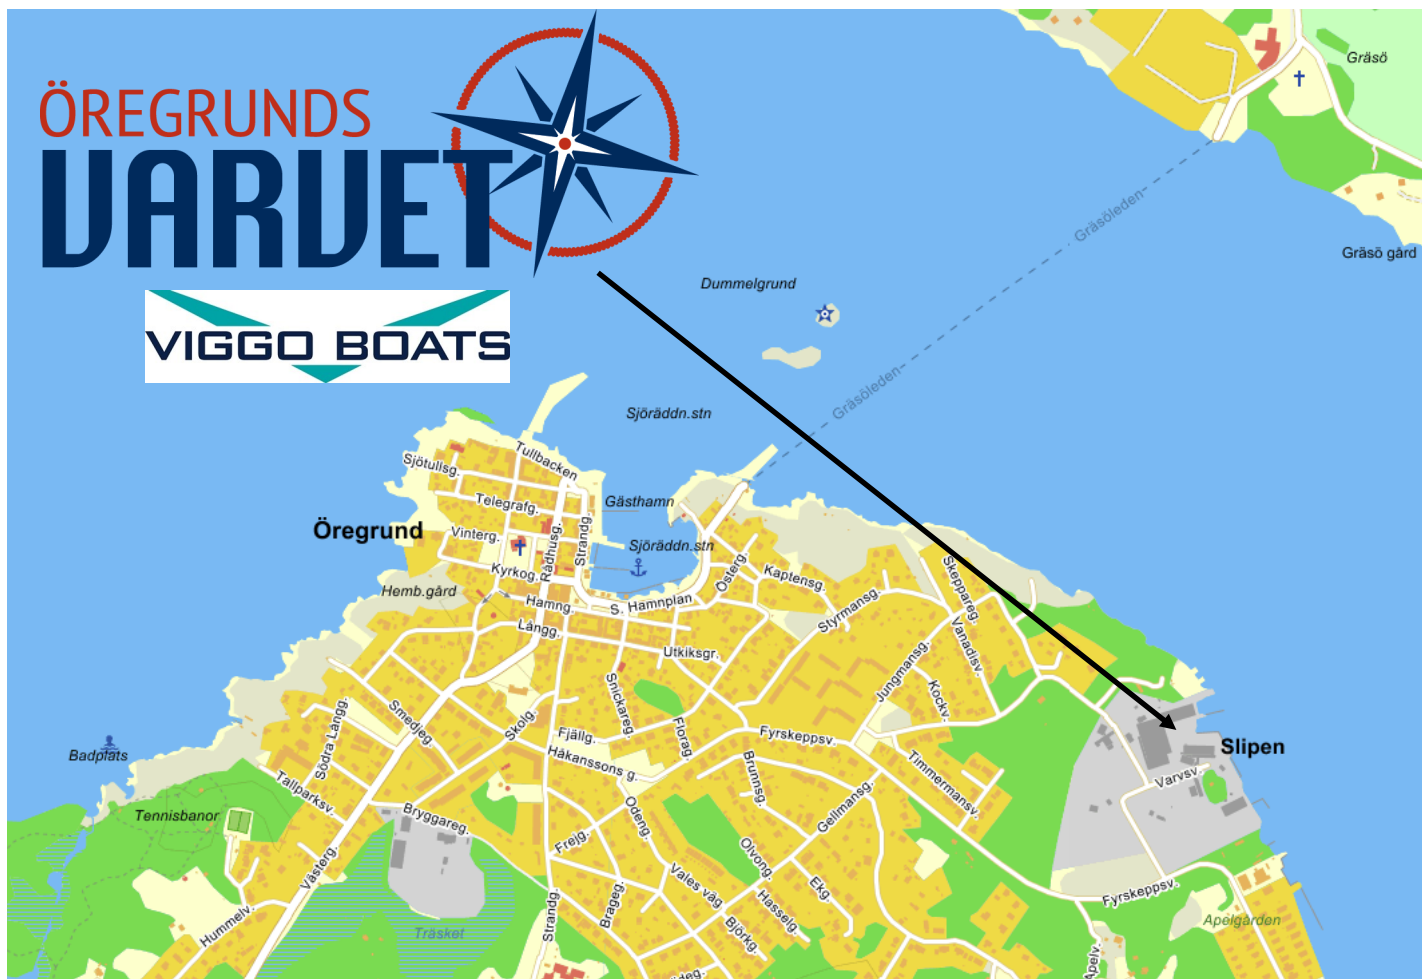 ÖREGRUNDS
VARVET
VIGGO BOATS
Gräsö
Gräsö gård
Gräsöleden
Gräsöleden
Dummelgrund
Sjöräddn.stn
Gästhamn
Sjöräddn.stn
Öregrund
Hemb.gård
Sjötullsg.
Tullbacken
Telegrafg.
Vinterg.
Rådhusg.
Strandg.
Kyrkog.
Hamng.
S. Hamnplan
Österg.
Kaptensg.
Långg.
Utkiksgr.
Styrmansg.
Skeppareg.
Vanadisv.
Jungmansg.
Kockv.
Snickareg.
Florag.
Fjällg.
Håkanssons g.
Skolg.
Smedjeg.
Södra Långg.
Tallparksv.
Badplats
Tennisbanor
Bryggareg.
Västerg.
Hummelv.
Träsket
Fyrskeppsv.
Brunnsg.
Timmermansv.
Gellmansg.
Odeng.
Frejg.
Olvong.
Vales väg
Ekg.
Hasselg.
Björkg.
Brageg.
Strandg.
Slipen
Varvsv.
Fyrskeppsv.
Apelgården
Apelv.